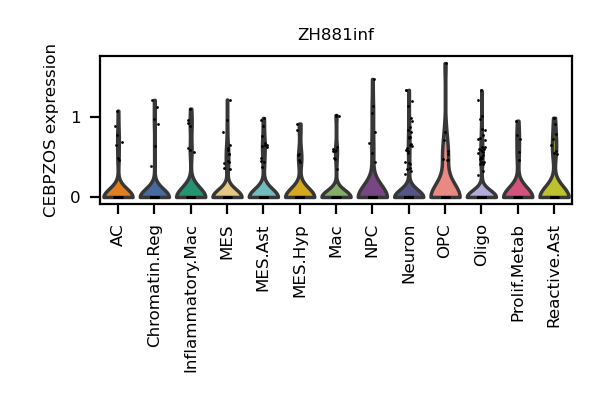 ZH881inf
CEBPZOS expression
1
0
AC
Chromatin.Reg
Inflammatory.Mac
MES
MES.Ast
MES.Hyp
Mac
NPC
Neuron
OPC
Oligo
Prolif.Metab
Reactive.Ast